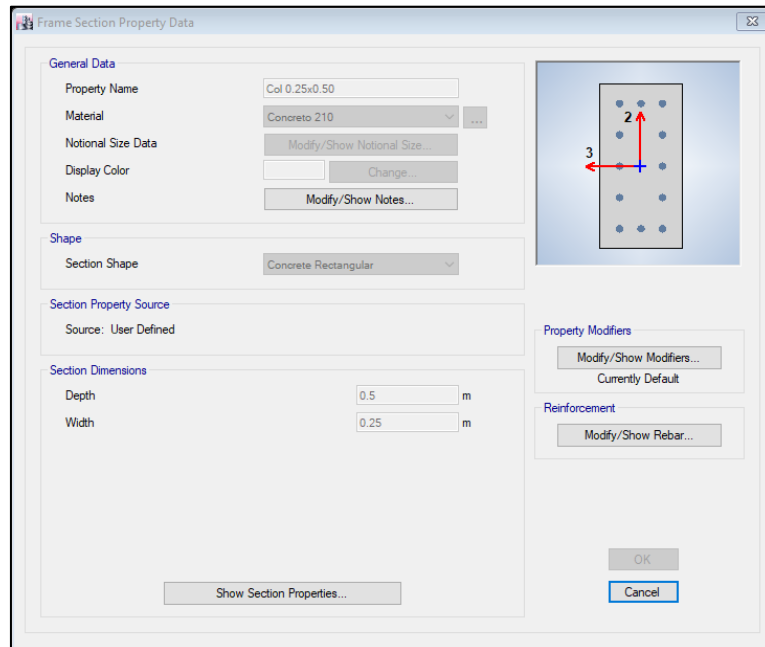 Frame Section Property Data
General Data
Property Name
Col 0.25x0.50
Material
Concreto 210
...
Notional Size Data
Modify/Show Notional Size...
Display Color
Change...
Notes
Modify/Show Notes...
Shape
Section Shape
Concrete Rectangular
Section Property Source
Source: User Defined
Section Dimensions
Depth
0.5
m
Width
0.25
m
Show Section Properties...
2
3
Property Modifiers
Modify/Show Modifiers...
Currently Default
Reinforcement
Modify/Show Rebar...
OK
Cancel